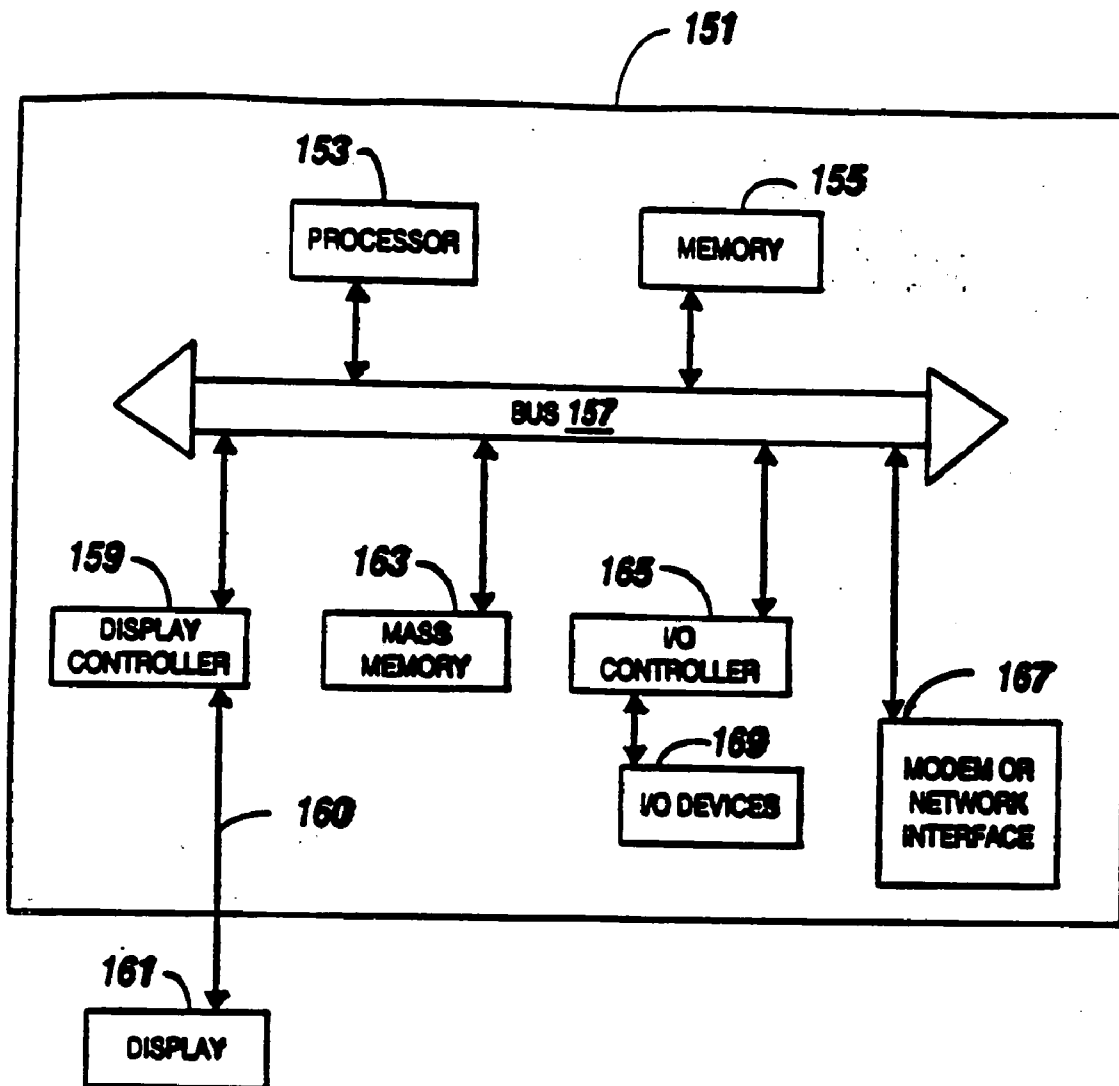 151
153
PROCESSOR
155
MEMORY
BUS 157
159
DISPLAY
CONTROLLER
163
MASS
MEMORY
165
I/O
CONTROLLER
167
MODEM OR
NETWORK
INTERFACE
169
I/O DEVICES
160
161
DISPLAY